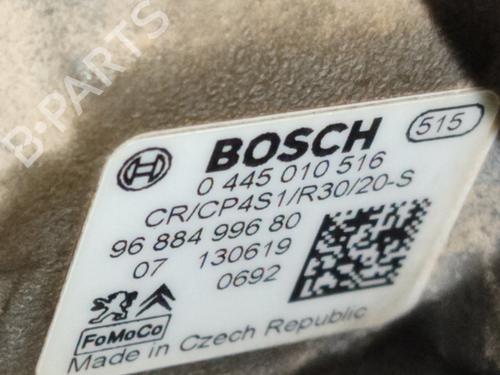 B-PARTS
BOSCH 515
0 445 010 516
CR/CP4S1/R30/20-S
96 884 996 80
07 130619
0692
FoMoCo
Made in Czech Republic